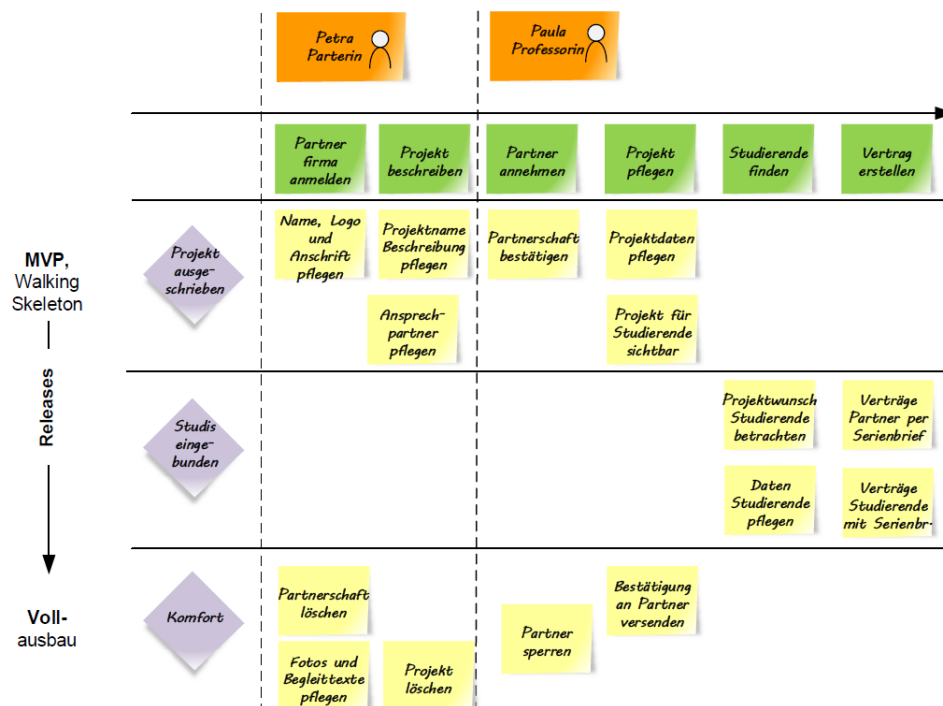 Petra
Parterin
Paula
Professorin
Partner
firma
anmelden
Projekt
beschreiben
Partner
annehmen
Projekt
pflegen
Studierende
finden
Vertrag
erstellen
MVP,
Walking
Skeleton
Releases
Voll-
ausbau
Projekt
ausge-
schrieben
Name, Logo
und
Anschrift
pflegen
Projektname
Beschreibung
pflegen
Partnerschaft
bestätigen
Projektdaten
pflegen
Ansprech-
partner
pflegen
Projekt für
Studierende
sichtbar
Studis
einge-
bunden
Projektwunsch
Studierende
betrachten
Verträge
Partner per
Serienbrief
Daten
Studierende
pflegen
Verträge
Studierende
mit Serienbr.
Komfort
Partnerschaft
löschen
Partner
sperren
Bestätigung
an Partner
versenden
Fotos und
Begleittexte
pflegen
Projekt
löschen